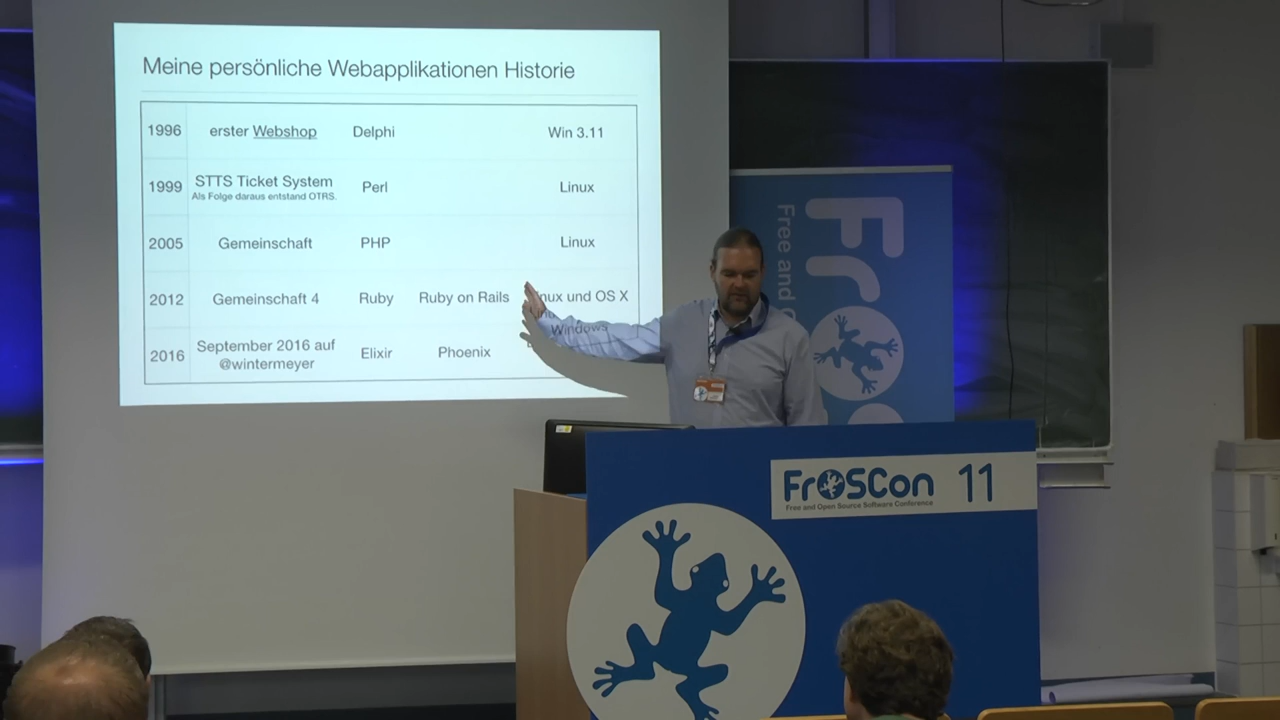 Meine persönliche Webapplikationen Historie
1996 erster Webshop Delphi Win 3.11
1999 STTS Ticket System Perl Linux
Als Folge daraus entstand OTRS.
2005 Gemeinschaft PHP Linux
2012 Gemeinschaft 4 Ruby Ruby on Rails und OS X
Windows
2016 September 2016 auf @wintermeyer Elixir Phoenix
Free and
FrOSCon 11
Free and Open Source Software Conference